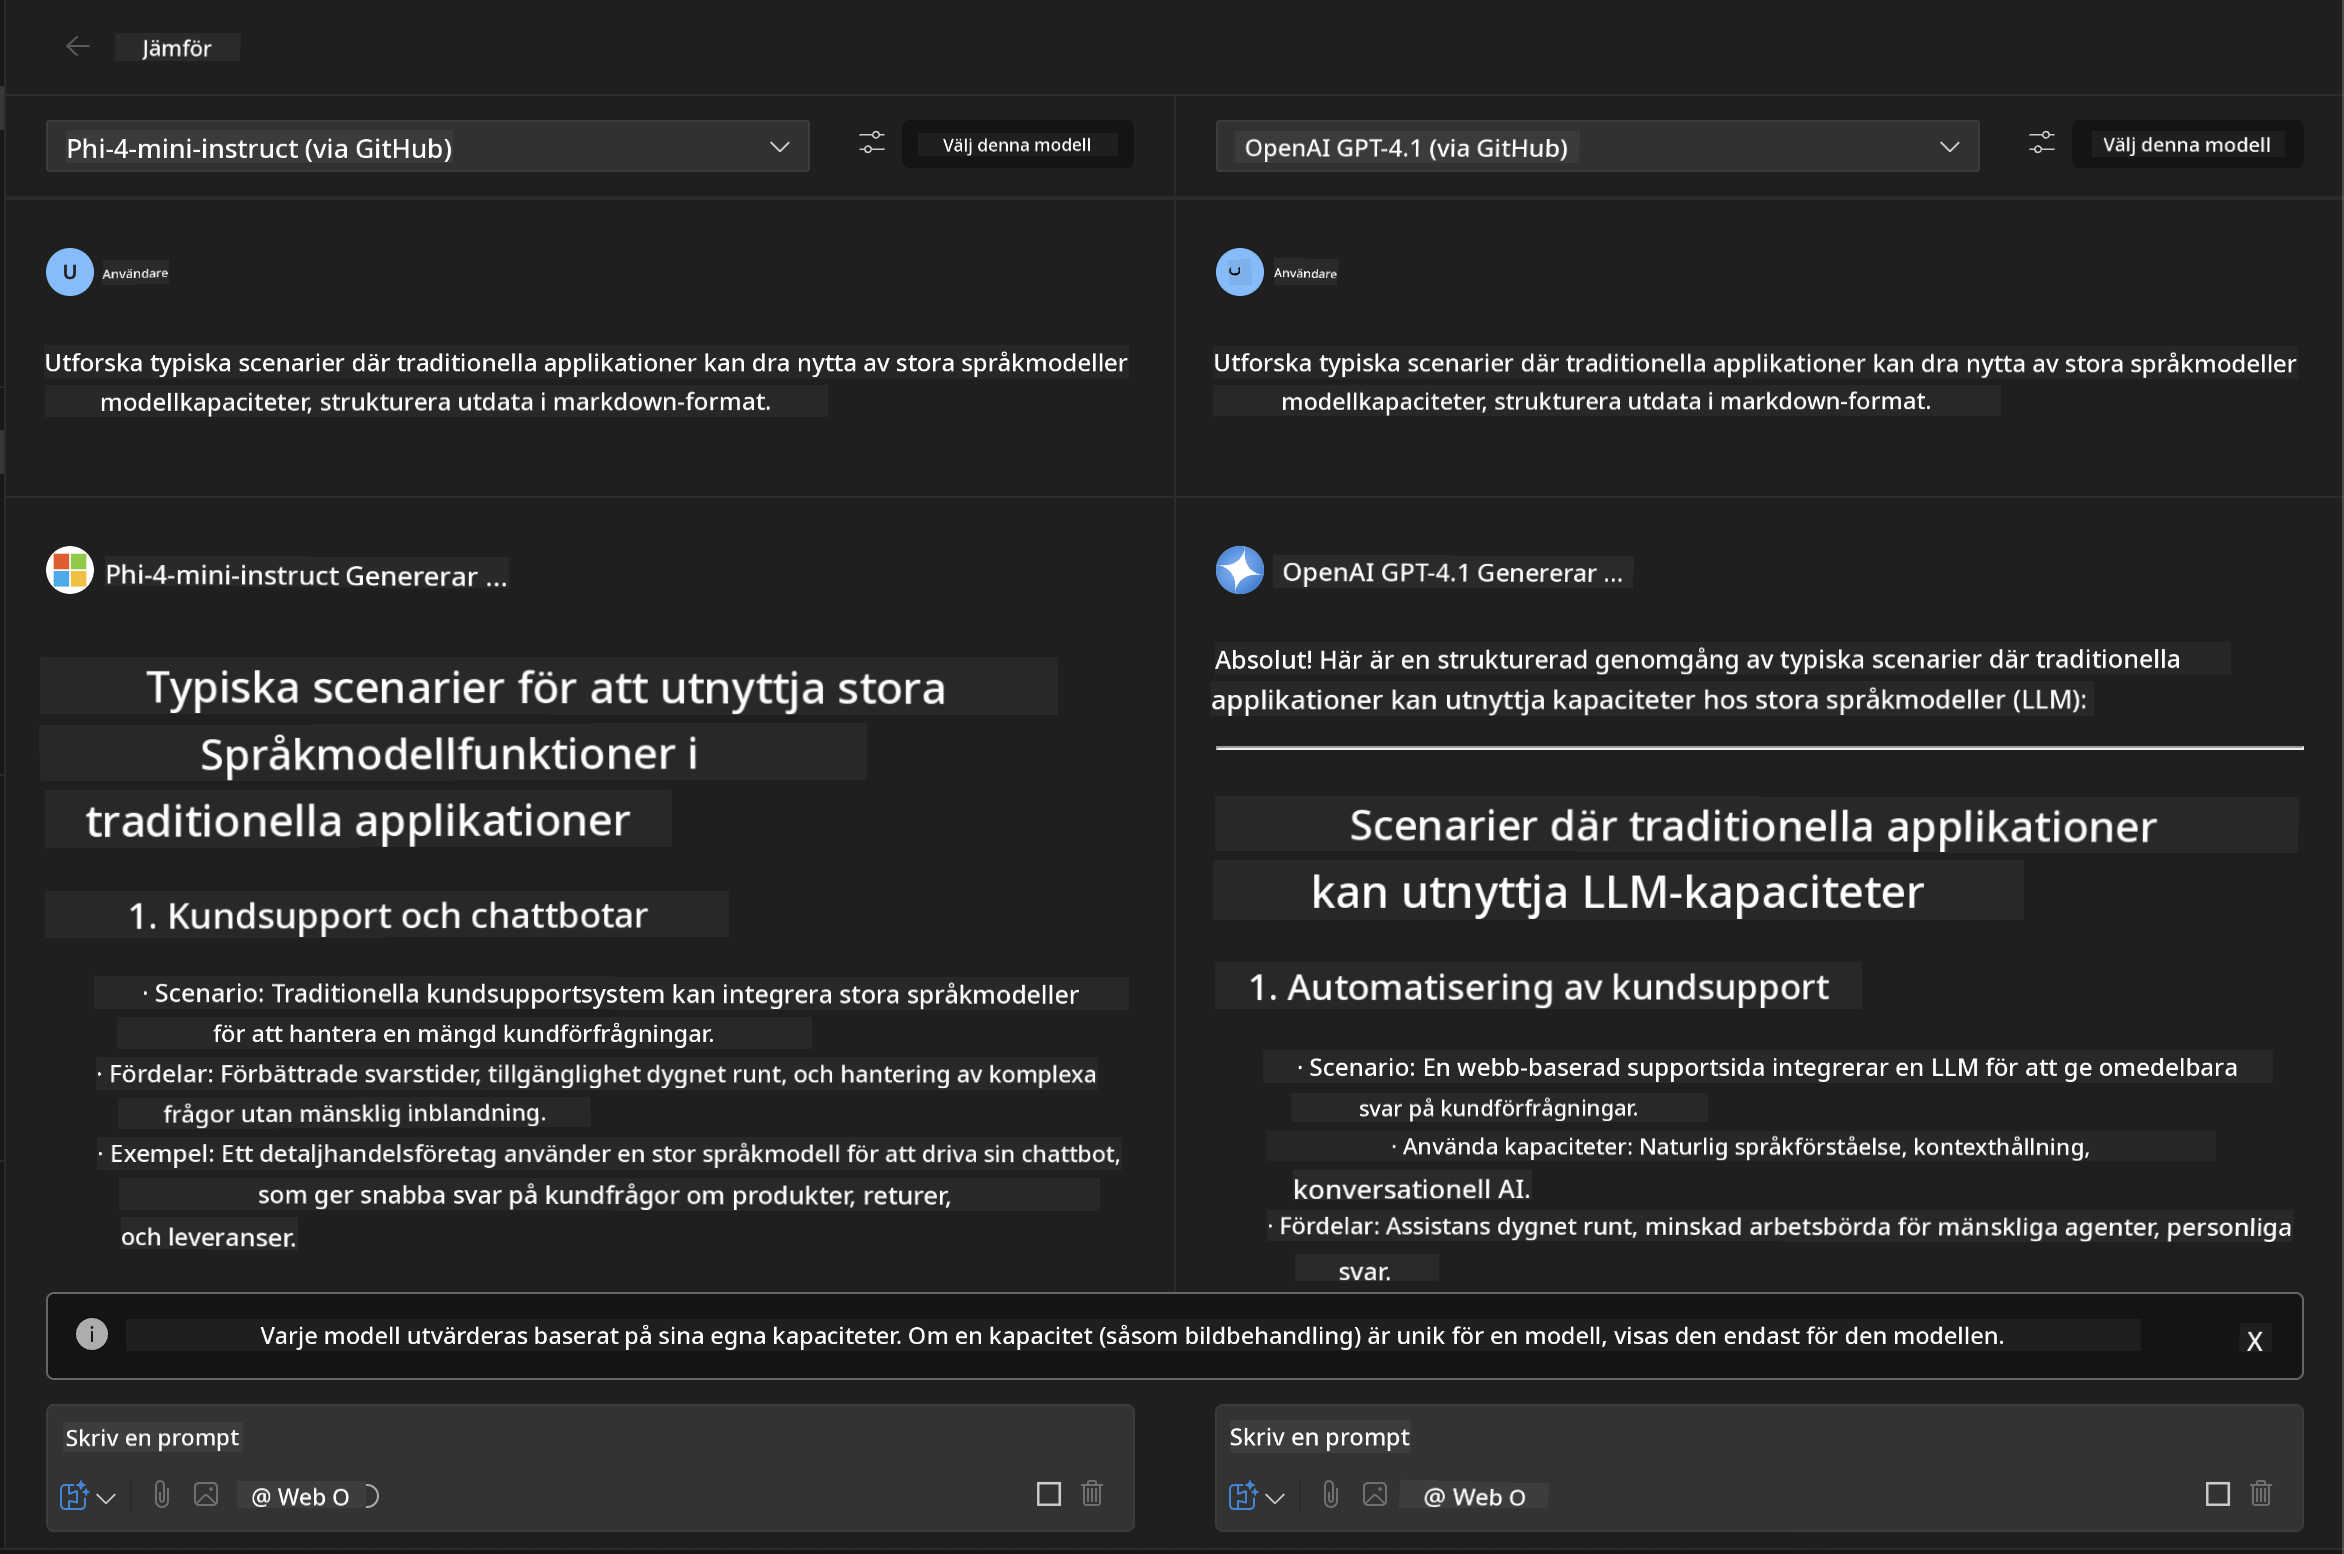 Jämför
Phi-4-mini-instruct (via GitHub)
Välj denna modell
OpenAI GPT-4.1 (via GitHub)
Välj denna modell
U Användare
Utforska typiska scenarier där traditionella applikationer kan dra nytta av stora språkmodeller
modellkapaciteter, strukturera utdata i markdown-format.
Phi-4-mini-instruct Genererar ...
Typiska scenarier för att utnyttja stora
Språkmodellfunktioner i
traditionella applikationer
1. Kundsupport och chattbotar
· Scenario: Traditionella kundsupportsystem kan integrera stora språkmodeller
för att hantera en mängd kundförfrågningar.
· Fördelar: Förbättrade svarstider, tillgänglighet dygnet runt, och hantering av komplexa
frågor utan mänsklig inblandning.
· Exempel: Ett detaljhandelsföretag använder en stor språkmodell för att driva sin chattbot,
som ger snabba svar på kundfrågor om produkter, returer,
och leveranser.
Användare
Utforska typiska scenarier där traditionella applikationer kan dra nytta av stora språkmodeller
modellkapaciteter, strukturera utdata i markdown-format.
OpenAI GPT-4.1 Genererar ...
Absolut! Här är en strukturerad genomgång av typiska scenarier där traditionella
applikationer kan utnyttja kapaciteter hos stora språkmodeller (LLM):
Scenarier där traditionella applikationer
kan utnyttja LLM-kapaciteter
1. Automatisering av kundsupport
· Scenario: En webb-baserad supportsida integrerar en LLM för att ge omedelbara
svar på kundförfrågningar.
· Använda kapaciteter: Naturlig språkförståelse, kontexthållning,
konversationell AI.
· Fördelar: Assistans dygnet runt, minskad arbetsbörda för mänskliga agenter, personliga
svar.
i Varje modell utvärderas baserat på sina egna kapaciteter. Om en kapacitet (såsom bildbehandling) är unik för en modell, visas den endast för den modellen. X
Skriv en prompt
@ Web O
Skriv en prompt
@ Web O